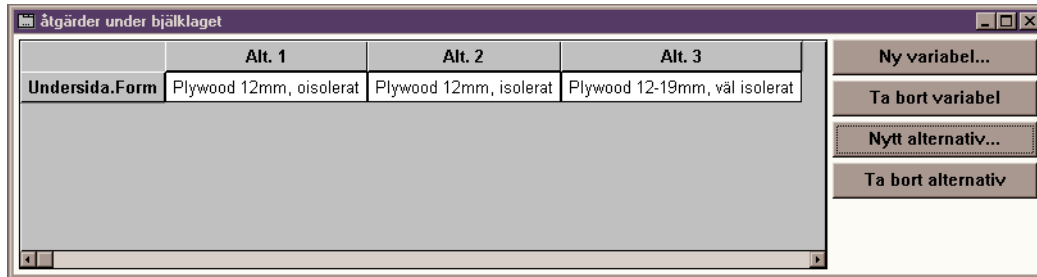 åtgärder under bjälklaget
Alt. 1 Alt. 2 Alt. 3
Undersida.Form Plywood 12mm, oisolerat Plywood 12mm, isolerat Plywood 12-19mm, väl isolerat
Ny variabel...
Ta bort variabel
Nytt alternativ...
Ta bort alternativ